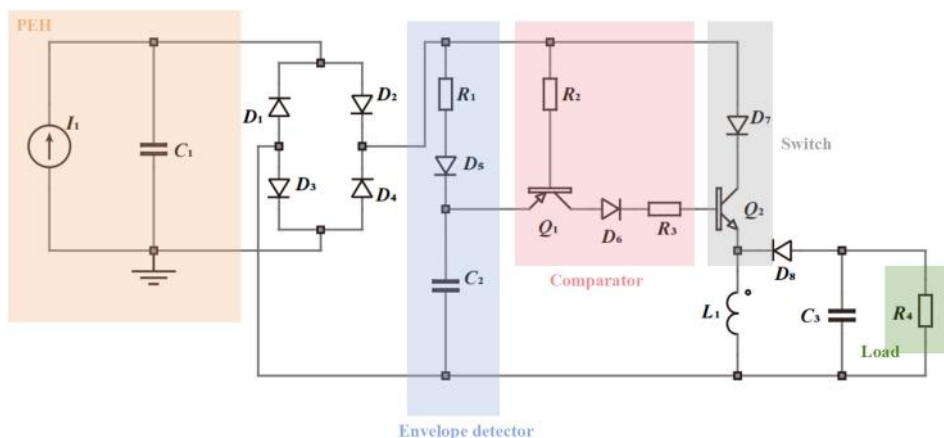 PEH
I1
C1
D1
D2
D3
D4
R1
D5
C2
Envelope detector
R2
Q1
D6
R3
Comparator
D7
Switch
Q2
D8
L1
C3
R4
Load